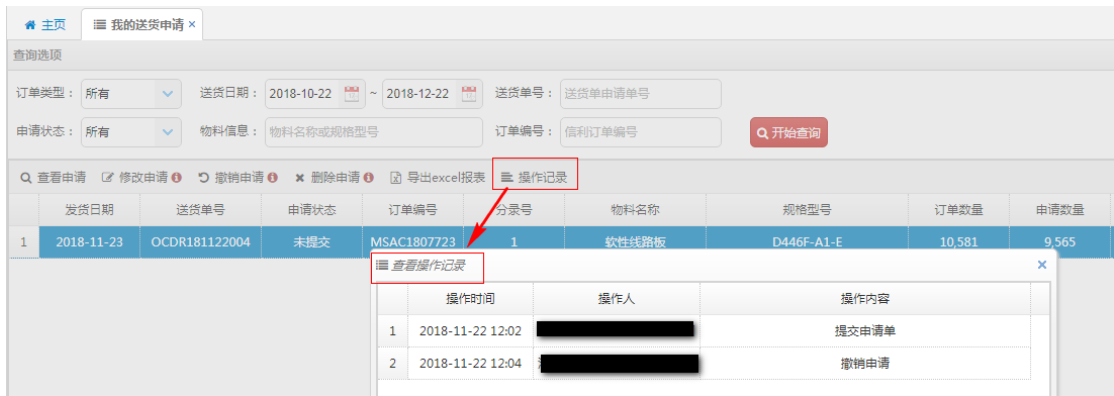 主页 我的送货申请 ×
查询选项
订单类型： 所有 送货日期： 2018-10-22 ~ 2018-12-22 送货单号： 送货单申请单号
申请状态： 所有 物料信息： 物料名称或规格型号 订单编号： 信利订单编号 开始查询
查看申请 修改申请 撤销申请 删除申请 导出excel报表 操作记录
发货日期 送货单号 申请状态 订单编号 分录号 物料名称 规格型号 订单数量 申请数量
1 2018-11-23 OCDR181122004 未提交 MSAC1807723 1 软性线路板 D446F-A1-E 10,581 9,565
查看操作记录 ×
操作时间 操作人 操作内容
1 2018-11-22 12:02 提交申请单
2 2018-11-22 12:04 撤销申请